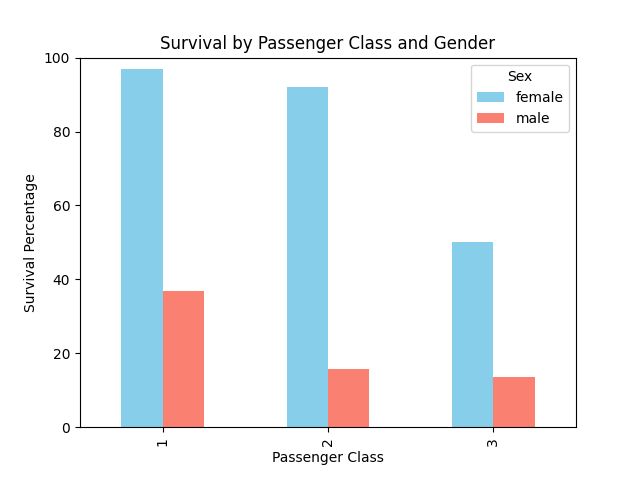 Survival by Passenger Class and Gender
Sex
female
male
Survival Percentage
100
80
60
40
20
0
1
2
3
Passenger Class